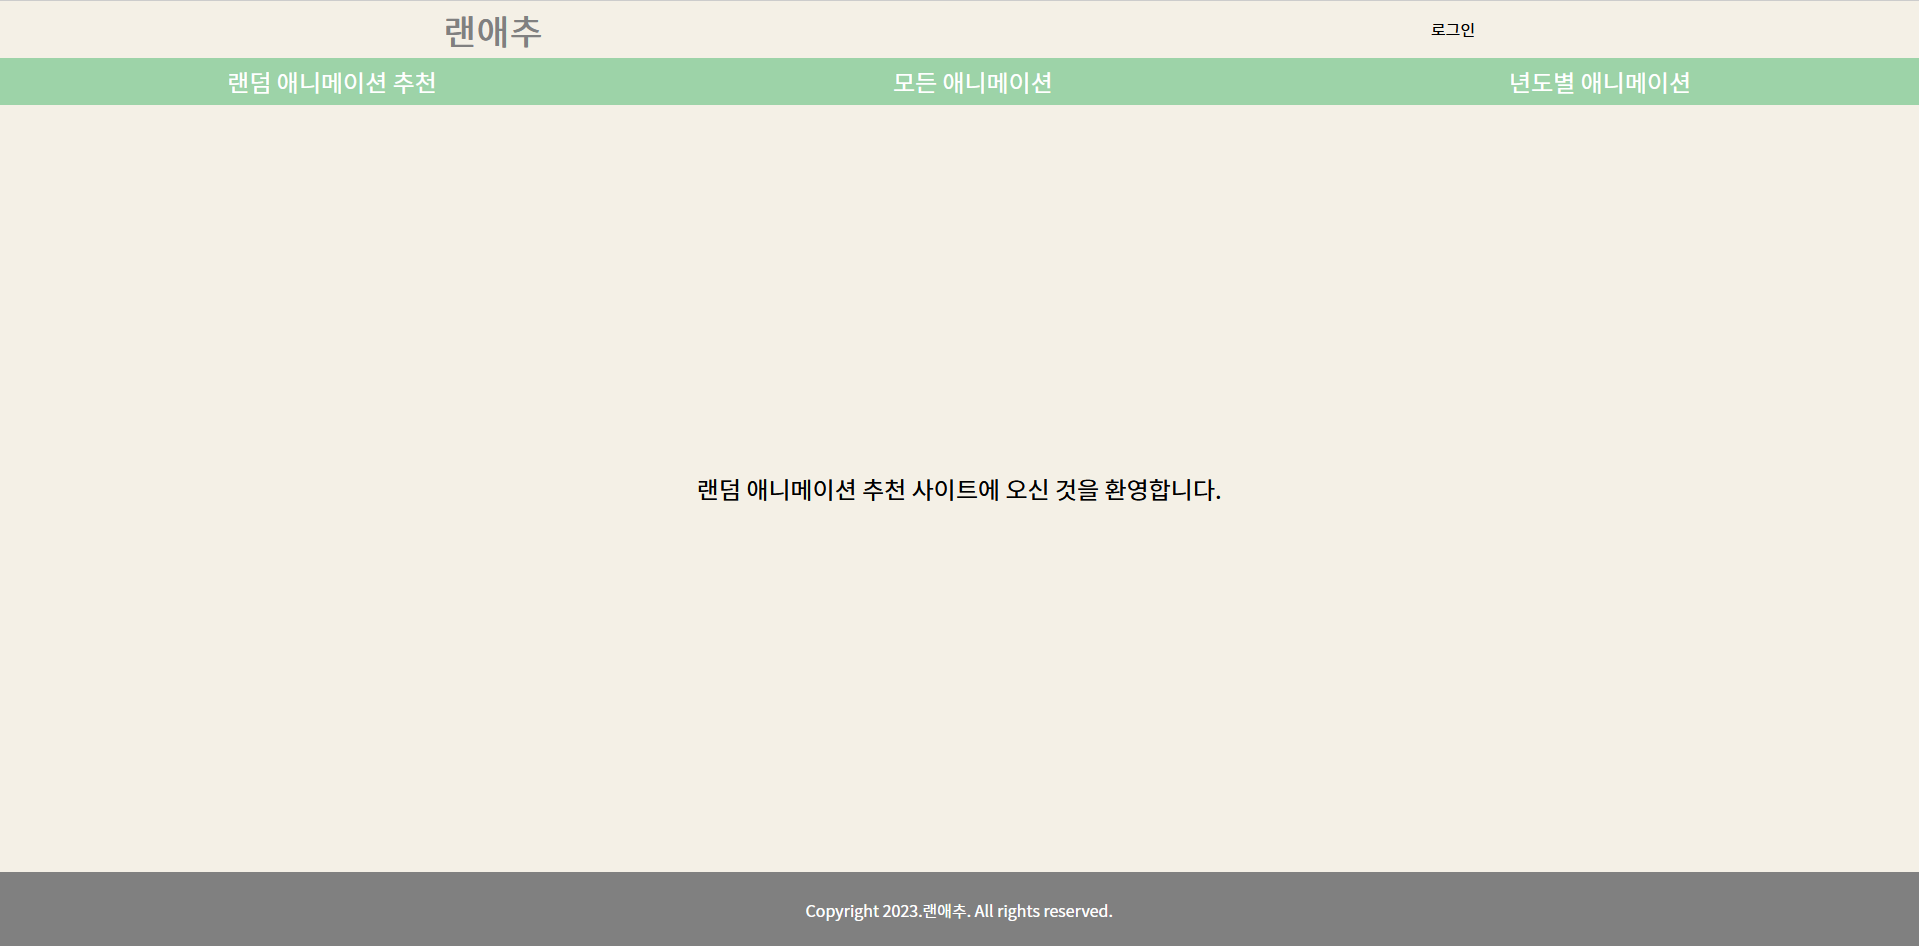 랜애추
로그인
랜덤 애니메이션 추천
모든 애니메이션
년도별 애니메이션
랜덤 애니메이션 추천 사이트에 오신 것을 환영합니다.
Copyright 2023.랜애추. All rights reserved.